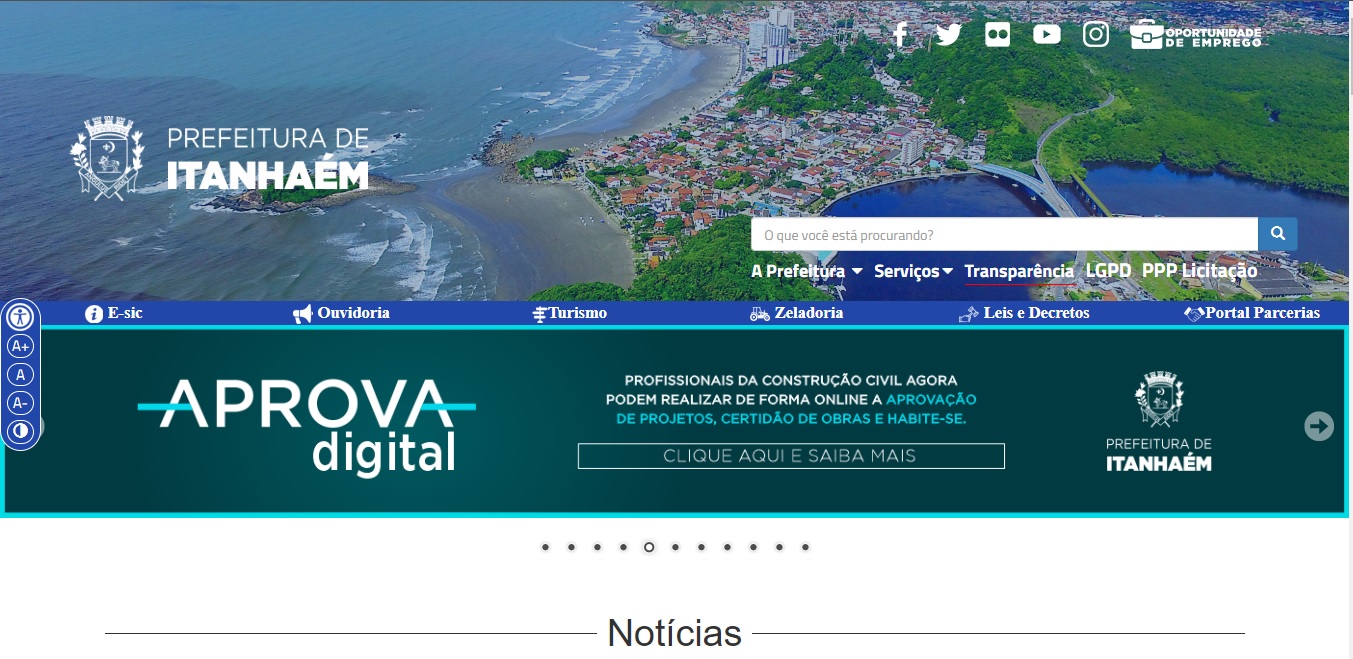 OPORTUNIDADE
DE EMPREGO
PREFEITURA DE
ITANHAÉM
O que você está procurando?
A Prefeitura Serviços Transparência LGPD PPP Licitação
E-sic Ouvidoria Turismo Zeladoria Leis e Decretos Portal Parcerias
A+
A
A-
APROVA
digital
PROFISSIONAIS DA CONSTRUÇÃO CIVIL AGORA
PODEM REALIZAR DE FORMA ONLINE A APROVAÇÃO
DE PROJETOS, CERTIDÃO DE OBRAS E HABITE-SE.
CLIQUE AQUI E SAIBA MAIS
PREFEITURA DE
ITANHAÉM
Notícias